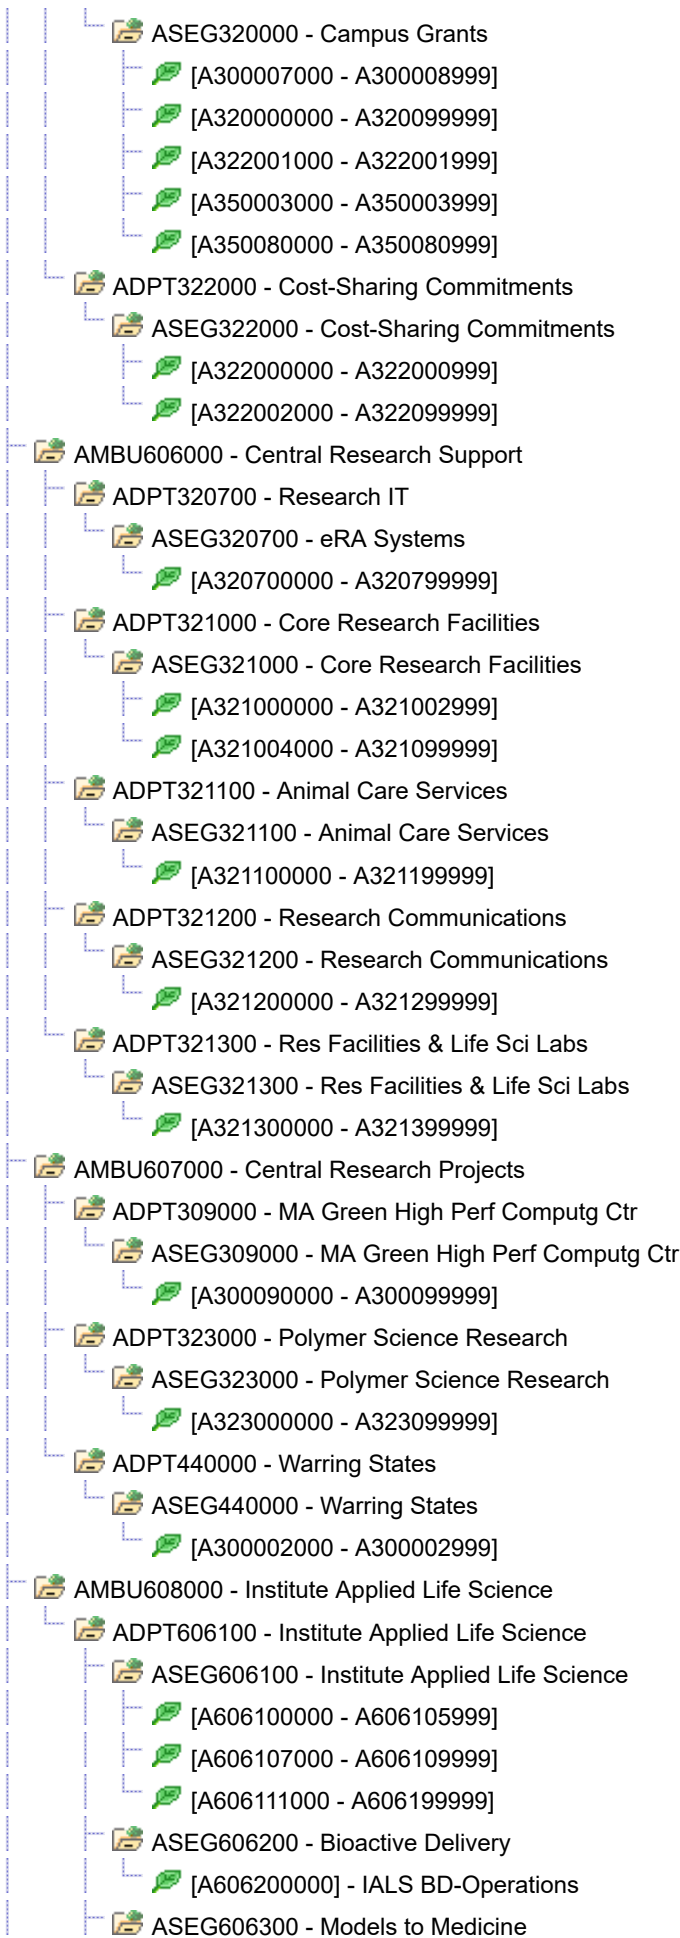 ASEG320000 - Campus Grants
[A300007000 - A300008999]
[A320000000 - A320099999]
[A322001000 - A322001999]
[A350003000 - A350003999]
[A350080000 - A350080999]
ADPT322000 - Cost-Sharing Commitments
ASEG322000 - Cost-Sharing Commitments
[A322000000 - A322000999]
[A322002000 - A322099999]
AMBU606000 - Central Research Support
ADPT320700 - Research IT
ASEG320700 - eRA Systems
[A320700000 - A320799999]
ADPT321000 - Core Research Facilities
ASEG321000 - Core Research Facilities
[A321000000 - A321002999]
[A321004000 - A321099999]
ADPT321100 - Animal Care Services
ASEG321100 - Animal Care Services
[A321100000 - A321199999]
ADPT321200 - Research Communications
ASEG321200 - Research Communications
[A321200000 - A321299999]
ADPT321300 - Res Facilities & Life Sci Labs
ASEG321300 - Res Facilities & Life Sci Labs
[A321300000 - A321399999]
AMBU607000 - Central Research Projects
ADPT309000 - MA Green High Perf Computg Ctr
ASEG309000 - MA Green High Perf Computg Ctr
[A300090000 - A300099999]
ADPT323000 - Polymer Science Research
ASEG323000 - Polymer Science Research
[A323000000 - A323099999]
ADPT440000 - Warring States
ASEG440000 - Warring States
[A300002000 - A300002999]
AMBU608000 - Institute Applied Life Science
ADPT606100 - Institute Applied Life Science
ASEG606100 - Institute Applied Life Science
[A606100000 - A606105999]
[A606107000 - A606109999]
[A606111000 - A606199999]
ASEG606200 - Bioactive Delivery
[A606200000] - IALS BD-Operations
ASEG606300 - Models to Medicine